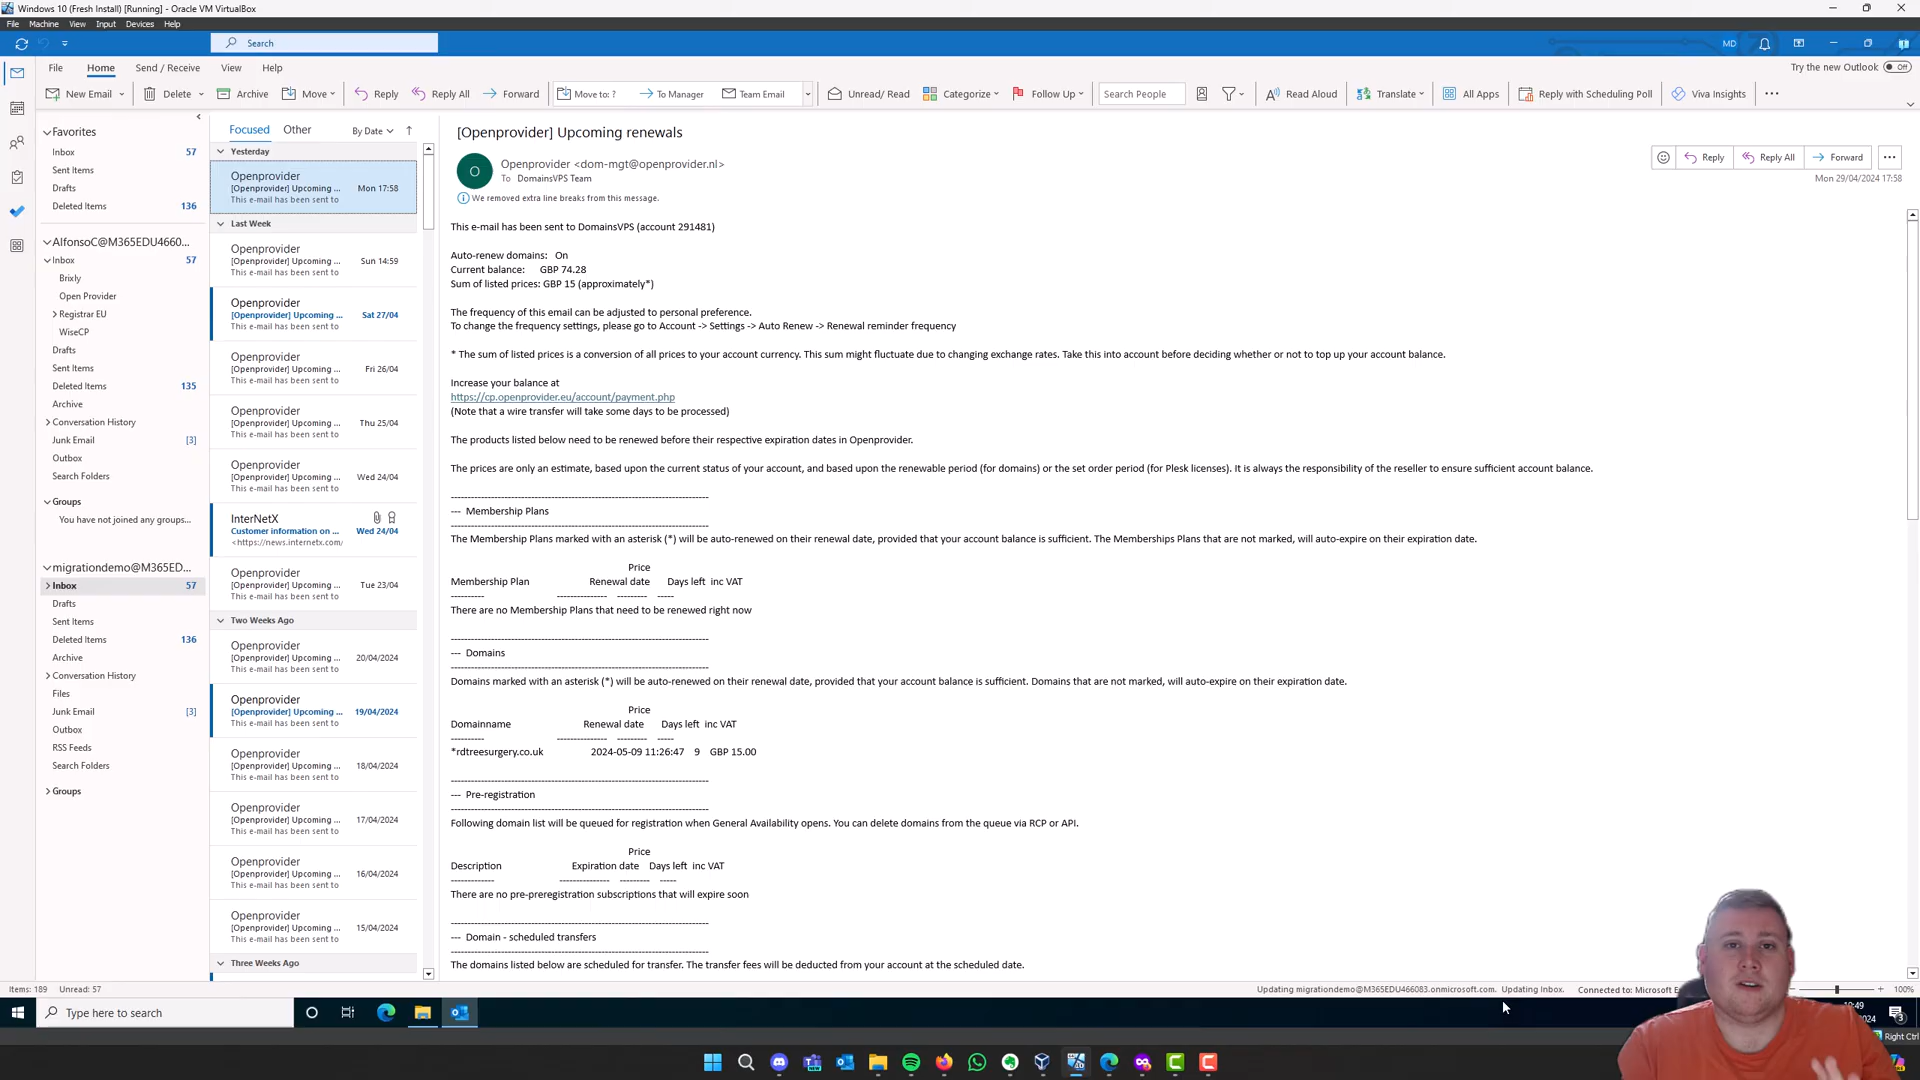 Windows 10 (Fresh Install) [Running] - Oracle VM VirtualBox
File Machine View Input Devices Help
Search
MD
File Home Send / Receive View Help
Try the new Outlook Off
New Email Delete Archive Move Reply Reply All Forward Move to: ? To Manager Team Email Unread/ Read Categorize Follow Up Search People Read Aloud Translate All Apps Reply with Scheduling Poll Viva Insights
Favorites
Inbox 57
Sent Items
Drafts
Deleted Items 136
AlfonsoC@M365EDU4660...
Inbox 57
Brixly
Open Provider
Registrar EU
WiseCP
Drafts
Sent Items
Deleted Items 135
Archive
Conversation History
Junk Email [3]
Outbox
Search Folders
Groups
You have not joined any groups...
migrationdemo@M365ED...
Inbox 57
Drafts
Sent Items
Deleted Items 136
Archive
Conversation History
Files
Junk Email [3]
Outbox
RSS Feeds
Search Folders
Groups
Focused Other By Date
Yesterday
Openprovider
[Openprovider] Upcoming ... Mon 17:58
This e-mail has been sent to
Last Week
Openprovider
[Openprovider] Upcoming ... Sun 14:59
This e-mail has been sent to
Openprovider
[Openprovider] Upcoming ... Sat 27/04
This e-mail has been sent to
Openprovider
[Openprovider] Upcoming ... Fri 26/04
This e-mail has been sent to
Openprovider
[Openprovider] Upcoming ... Thu 25/04
This e-mail has been sent to
Openprovider
[Openprovider] Upcoming ... Wed 24/04
This e-mail has been sent to
InterNetX
Customer information on ... Wed 24/04
<https://news.internetx.com/
Openprovider
[Openprovider] Upcoming ... Tue 23/04
This e-mail has been sent to
Two Weeks Ago
Openprovider
[Openprovider] Upcoming ... 20/04/2024
This e-mail has been sent to
Openprovider
[Openprovider] Upcoming ... 19/04/2024
This e-mail has been sent to
Openprovider
[Openprovider] Upcoming ... 18/04/2024
This e-mail has been sent to
Openprovider
[Openprovider] Upcoming ... 17/04/2024
This e-mail has been sent to
Openprovider
[Openprovider] Upcoming ... 16/04/2024
This e-mail has been sent to
Openprovider
[Openprovider] Upcoming ... 15/04/2024
This e-mail has been sent to
Three Weeks Ago
[Openprovider] Upcoming renewals
O
Openprovider <dom-mgt@openprovider.nl>
To DomainsVPS Team
Reply Reply All Forward
Mon 29/04/2024 17:58
We removed extra line breaks from this message.
This e-mail has been sent to DomainsVPS (account 291481)
Auto-renew domains: On
Current balance: GBP 74.28
Sum of listed prices: GBP 15 (approximately*)
The frequency of this email can be adjusted to personal preference.
To change the frequency settings, please go to Account -> Settings -> Auto Renew -> Renewal reminder frequency
* The sum of listed prices is a conversion of all prices to your account currency. This sum might fluctuate due to changing exchange rates. Take this into account before deciding whether or not to top up your account balance.
Increase your balance at
https://cp.openprovider.eu/account/payment.php
(Note that a wire transfer will take some days to be processed)
The products listed below need to be renewed before their respective expiration dates in Openprovider.
The prices are only an estimate, based upon the current status of your account, and based upon the renewable period (for domains) or the set order period (for Plesk licenses). It is always the responsibility of the reseller to ensure sufficient account balance.
--- Membership Plans
The Membership Plans marked with an asterisk (*) will be auto-renewed on their renewal date, provided that your account balance is sufficient. The Memberships Plans that are not marked, will auto-expire on their expiration date.
Price
Membership Plan Renewal date Days left inc VAT
---------- --------------- --------- -----
There are no Membership Plans that need to be renewed right now
--- Domains
Domains marked with an asterisk (*) will be auto-renewed on their renewal date, provided that your account balance is sufficient. Domains that are not marked, will auto-expire on their expiration date.
Price
Domainname Renewal date Days left inc VAT
---------- --------------- --------- -----
*rdtreesurgery.co.uk 2024-05-09 11:26:47 9 GBP 15.00
--- Pre-registration
Following domain list will be queued for registration when General Availability opens. You can delete domains from the queue via RCP or API.
Price
Description Expiration date Days left inc VAT
------------- --------------- --------- -----
There are no pre-preregistration subscriptions that will expire soon
--- Domain - scheduled transfers
The domains listed below are scheduled for transfer. The transfer fees will be deducted from your account at the scheduled date.
Items: 189 Unread: 57
Updating migrationdemo@M365EDU466083.onmicrosoft.com. Updating Inbox. Connected to: Microsoft 100%
Type here to search
3
Right Ctrl